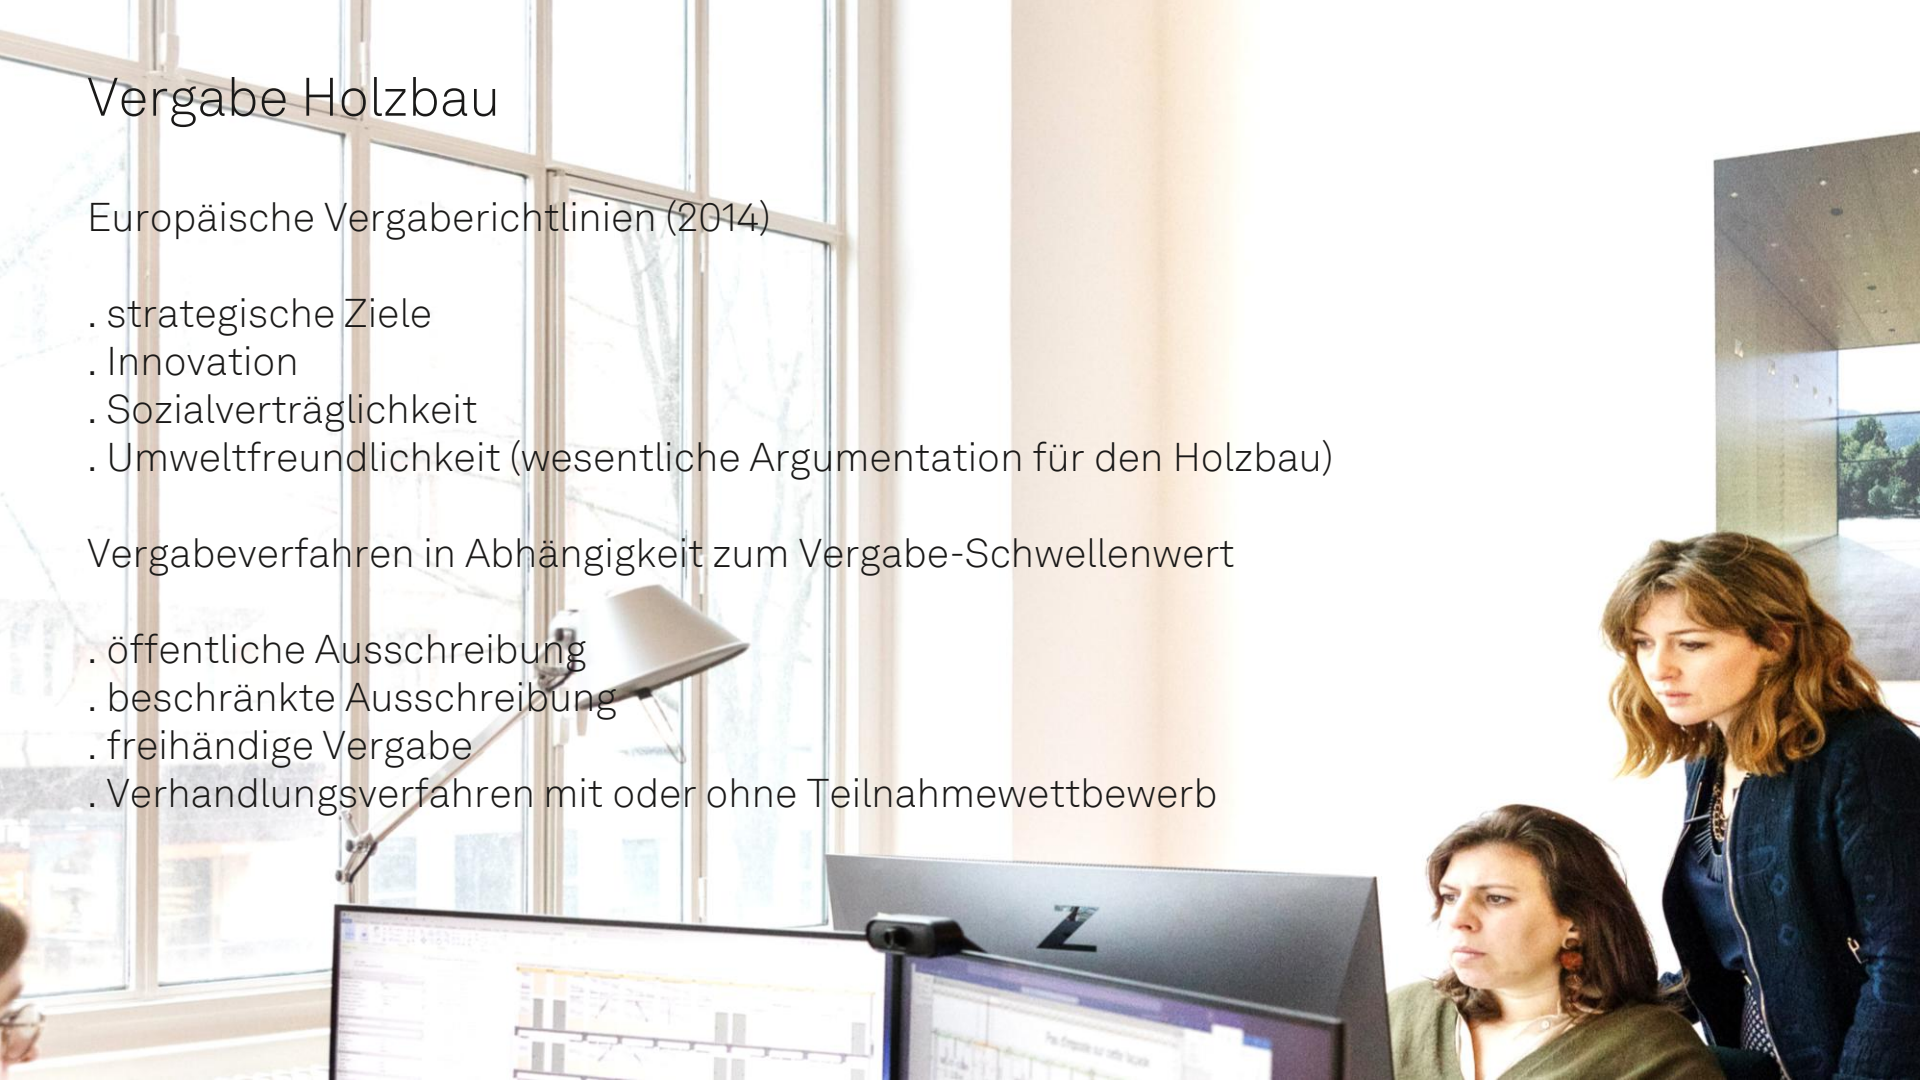 Vergabe Holzbau
Europäische Vergaberichtlinien (2014)
. strategische Ziele
. Innovation
. Sozialverträglichkeit
. Umweltfreundlichkeit (wesentliche Argumentation für den Holzbau)
Vergabeverfahren in Abhängigkeit zum Vergabe-Schwellenwert
. öffentliche Ausschreibung
. beschränkte Ausschreibung
. freihändige Vergabe
. Verhandlungsverfahren mit oder ohne Teilnahmewettbewerb